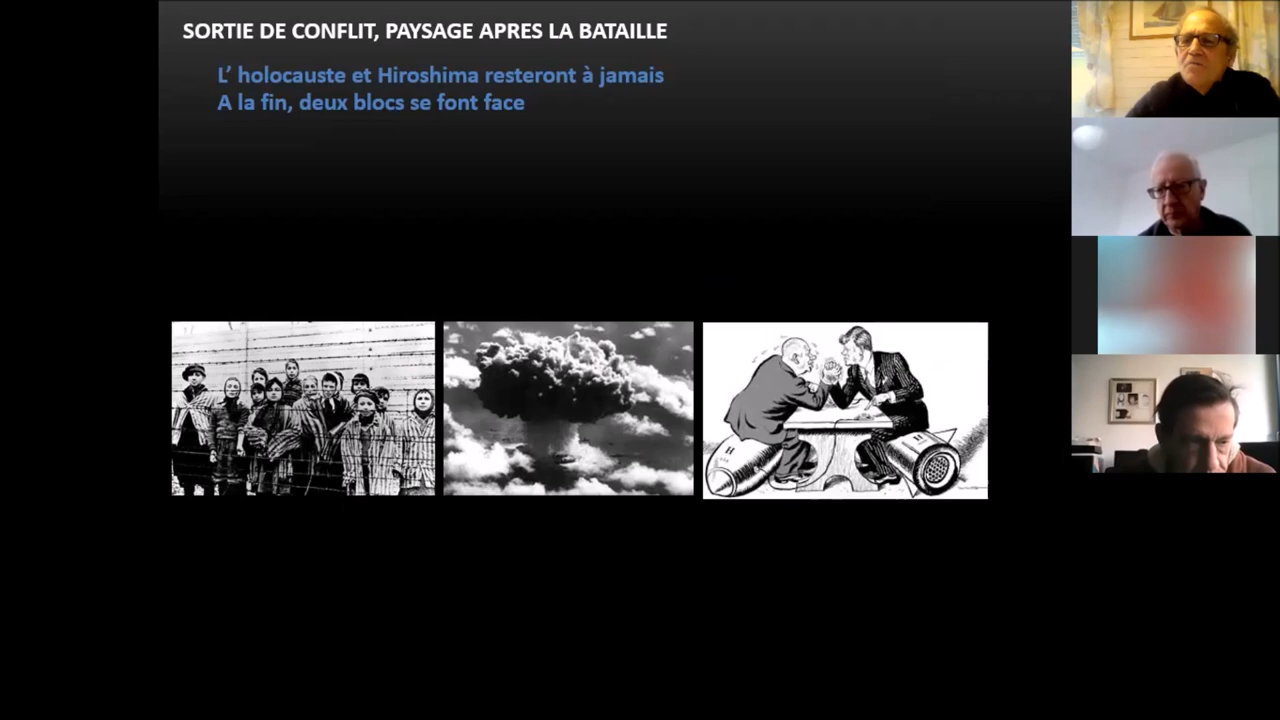 SORTIE DE CONFLIT, PAYSAGE APRES LA BATAILLE
L' holocauste et Hiroshima resteront à jamais
A la fin, deux blocs se font face
H
H